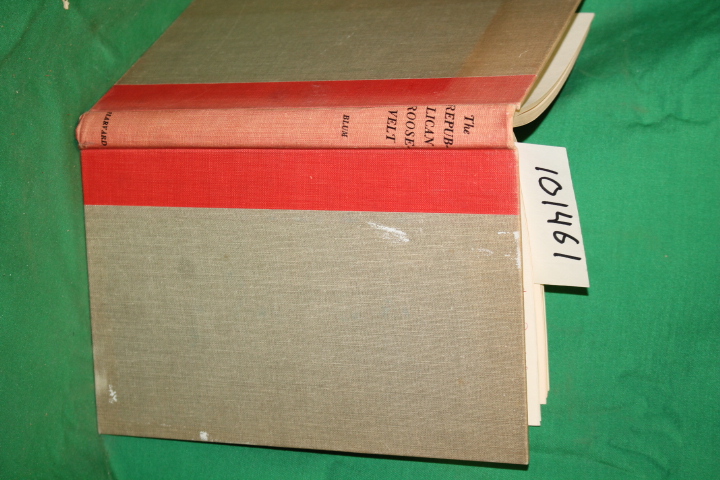 The
REPUB-
LICAN
ROOSE-
VELT
BLUM
HARVARD
101461